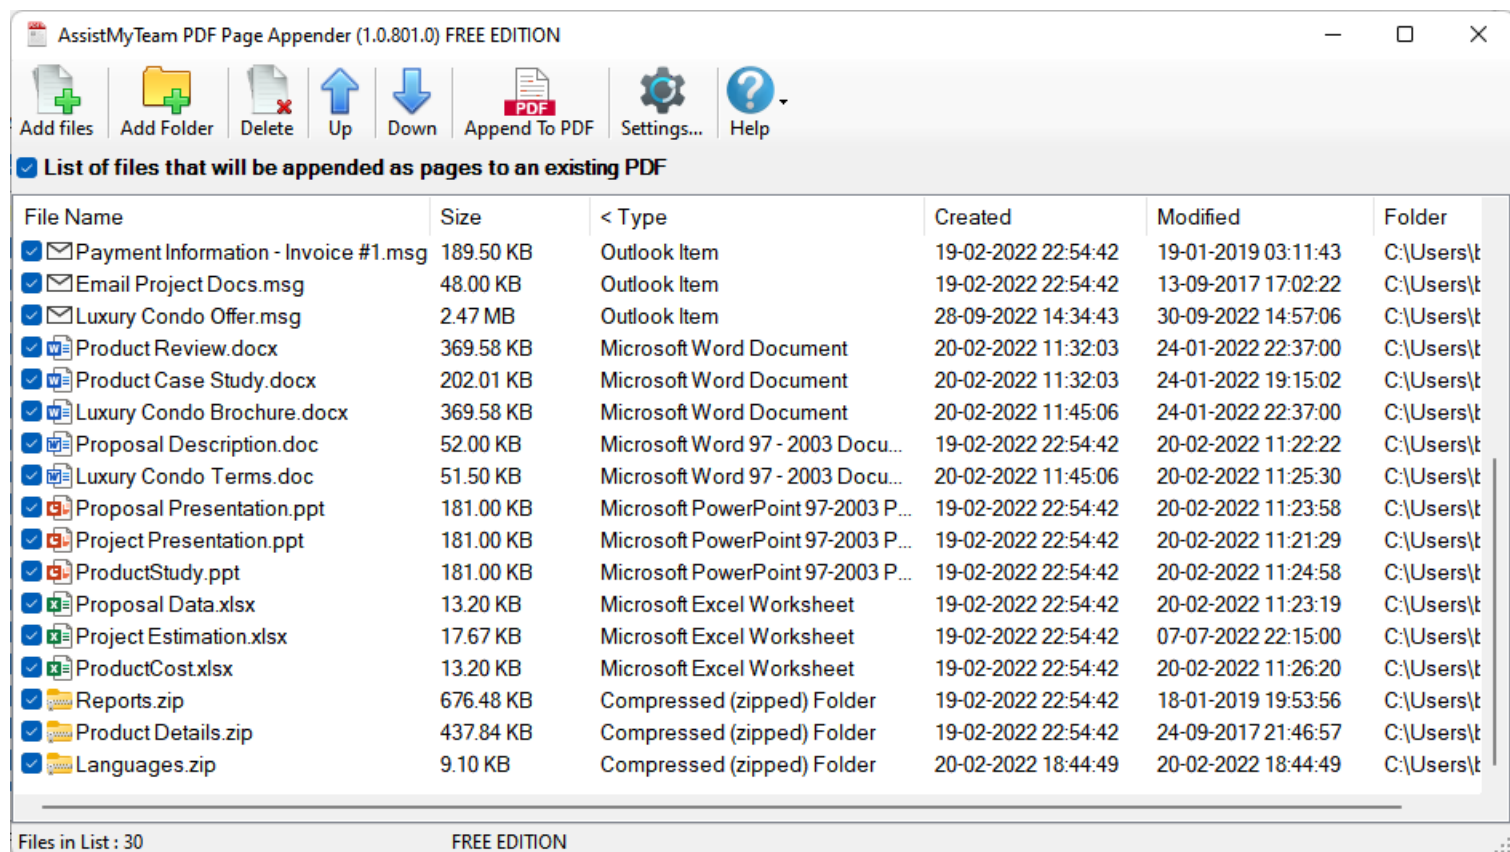 AssistMyTeam PDF Page Appender (1.0.801.0) FREE EDITION
Add files Add Folder Delete Up Down PDF Append To PDF Settings... Help
List of files that will be appended as pages to an existing PDF
File Name Size < Type Created Modified Folder
Payment Information - Invoice #1.msg 189.50 KB Outlook Item 19-02-2022 22:54:42 19-01-2019 03:11:43 C:\Users\b
Email Project Docs.msg 48.00 KB Outlook Item 19-02-2022 22:54:42 13-09-2017 17:02:22 C:\Users\b
Luxury Condo Offer.msg 2.47 MB Outlook Item 28-09-2022 14:34:43 30-09-2022 14:57:06 C:\Users\b
Product Review.docx 369.58 KB Microsoft Word Document 20-02-2022 11:32:03 24-01-2022 22:37:00 C:\Users\b
Product Case Study.docx 202.01 KB Microsoft Word Document 20-02-2022 11:32:03 24-01-2022 19:15:02 C:\Users\b
Luxury Condo Brochure.docx 369.58 KB Microsoft Word Document 20-02-2022 11:45:06 24-01-2022 22:37:00 C:\Users\b
Proposal Description.doc 52.00 KB Microsoft Word 97 - 2003 Docu... 19-02-2022 22:54:42 20-02-2022 11:22:22 C:\Users\b
Luxury Condo Terms.doc 51.50 KB Microsoft Word 97 - 2003 Docu... 20-02-2022 11:45:06 20-02-2022 11:25:30 C:\Users\b
Proposal Presentation.ppt 181.00 KB Microsoft PowerPoint 97-2003 P... 19-02-2022 22:54:42 20-02-2022 11:23:58 C:\Users\b
Project Presentation.ppt 181.00 KB Microsoft PowerPoint 97-2003 P... 19-02-2022 22:54:42 20-02-2022 11:21:29 C:\Users\b
ProductStudy.ppt 181.00 KB Microsoft PowerPoint 97-2003 P... 19-02-2022 22:54:42 20-02-2022 11:24:58 C:\Users\b
Proposal Data.xlsx 13.20 KB Microsoft Excel Worksheet 19-02-2022 22:54:42 20-02-2022 11:23:19 C:\Users\b
Project Estimation.xlsx 17.67 KB Microsoft Excel Worksheet 19-02-2022 22:54:42 07-07-2022 22:15:00 C:\Users\b
ProductCost.xlsx 13.20 KB Microsoft Excel Worksheet 19-02-2022 22:54:42 20-02-2022 11:26:20 C:\Users\b
Reports.zip 676.48 KB Compressed (zipped) Folder 19-02-2022 22:54:42 18-01-2019 19:53:56 C:\Users\b
Product Details.zip 437.84 KB Compressed (zipped) Folder 19-02-2022 22:54:42 24-09-2017 21:46:57 C:\Users\b
Languages.zip 9.10 KB Compressed (zipped) Folder 20-02-2022 18:44:49 20-02-2022 18:44:49 C:\Users\b
Files in List : 30 FREE EDITION